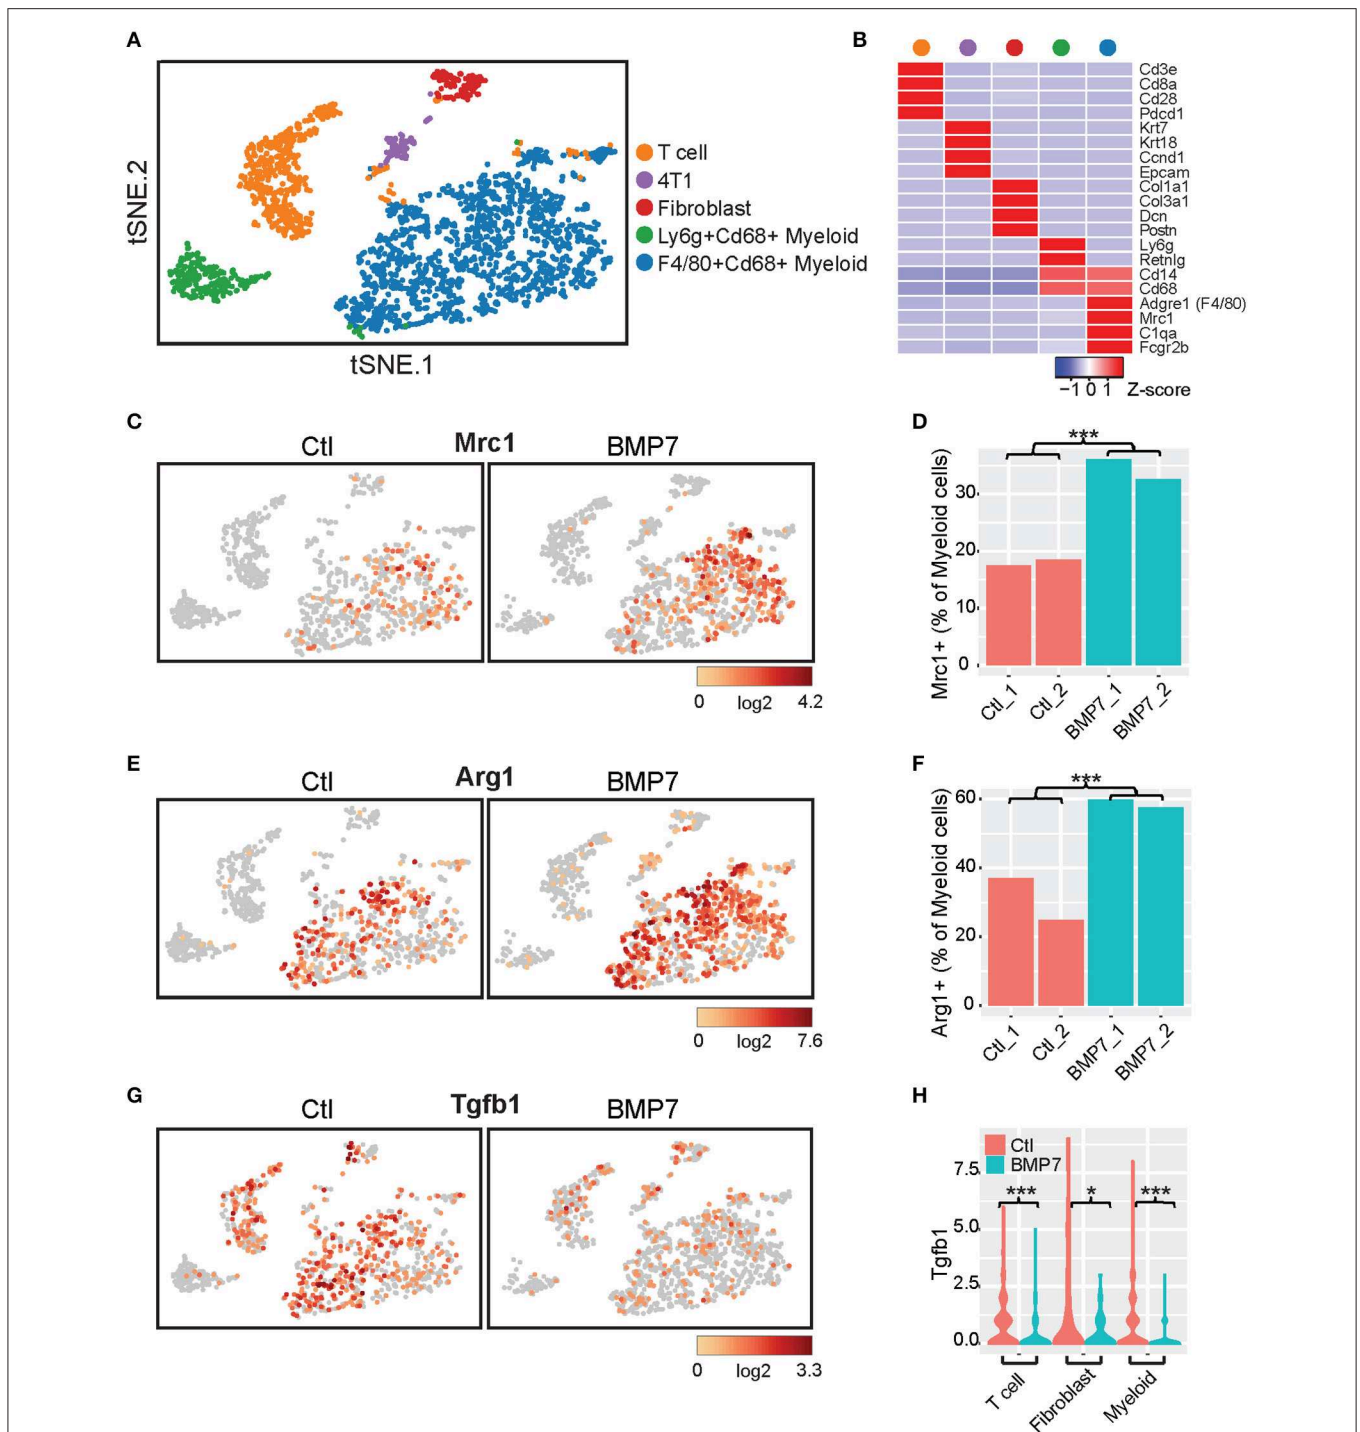 A
tSNE.2
tSNE.1
T cell
4T1
Fibroblast
Ly6g+Cd68+ Myeloid
F4/80+Cd68+ Myeloid
B
Cd3e
Cd8a
Cd28
Pdcd1
Krt7
Krt18
Ccnd1
Epcam
Col1a1
Col3a1
Dcn
Postn
Ly6g
Retnlg
Cd14
Cd68
Adgre1 (F4/80)
Mrc1
C1qa
Fcgr2b
−1 0 1 Z-score
C
Ctl Mrc1 BMP7
0 log2 4.2
D
Mrc1+ (% of Myeloid cells)
***
30
20
10
0
Ctl_1 Ctl_2 BMP7_1 BMP7_2
E
Ctl Arg1 BMP7
0 log2 7.6
F
Arg1+ (% of Myeloid cells)
***
60
40
20
0
Ctl_1 Ctl_2 BMP7_1 BMP7_2
G
Ctl Tgfb1 BMP7
0 log2 3.3
H
Tgfb1
Ctl
BMP7
7.5
5.0
2.5
0.0
*** * ***
T cell Fibroblast Myeloid